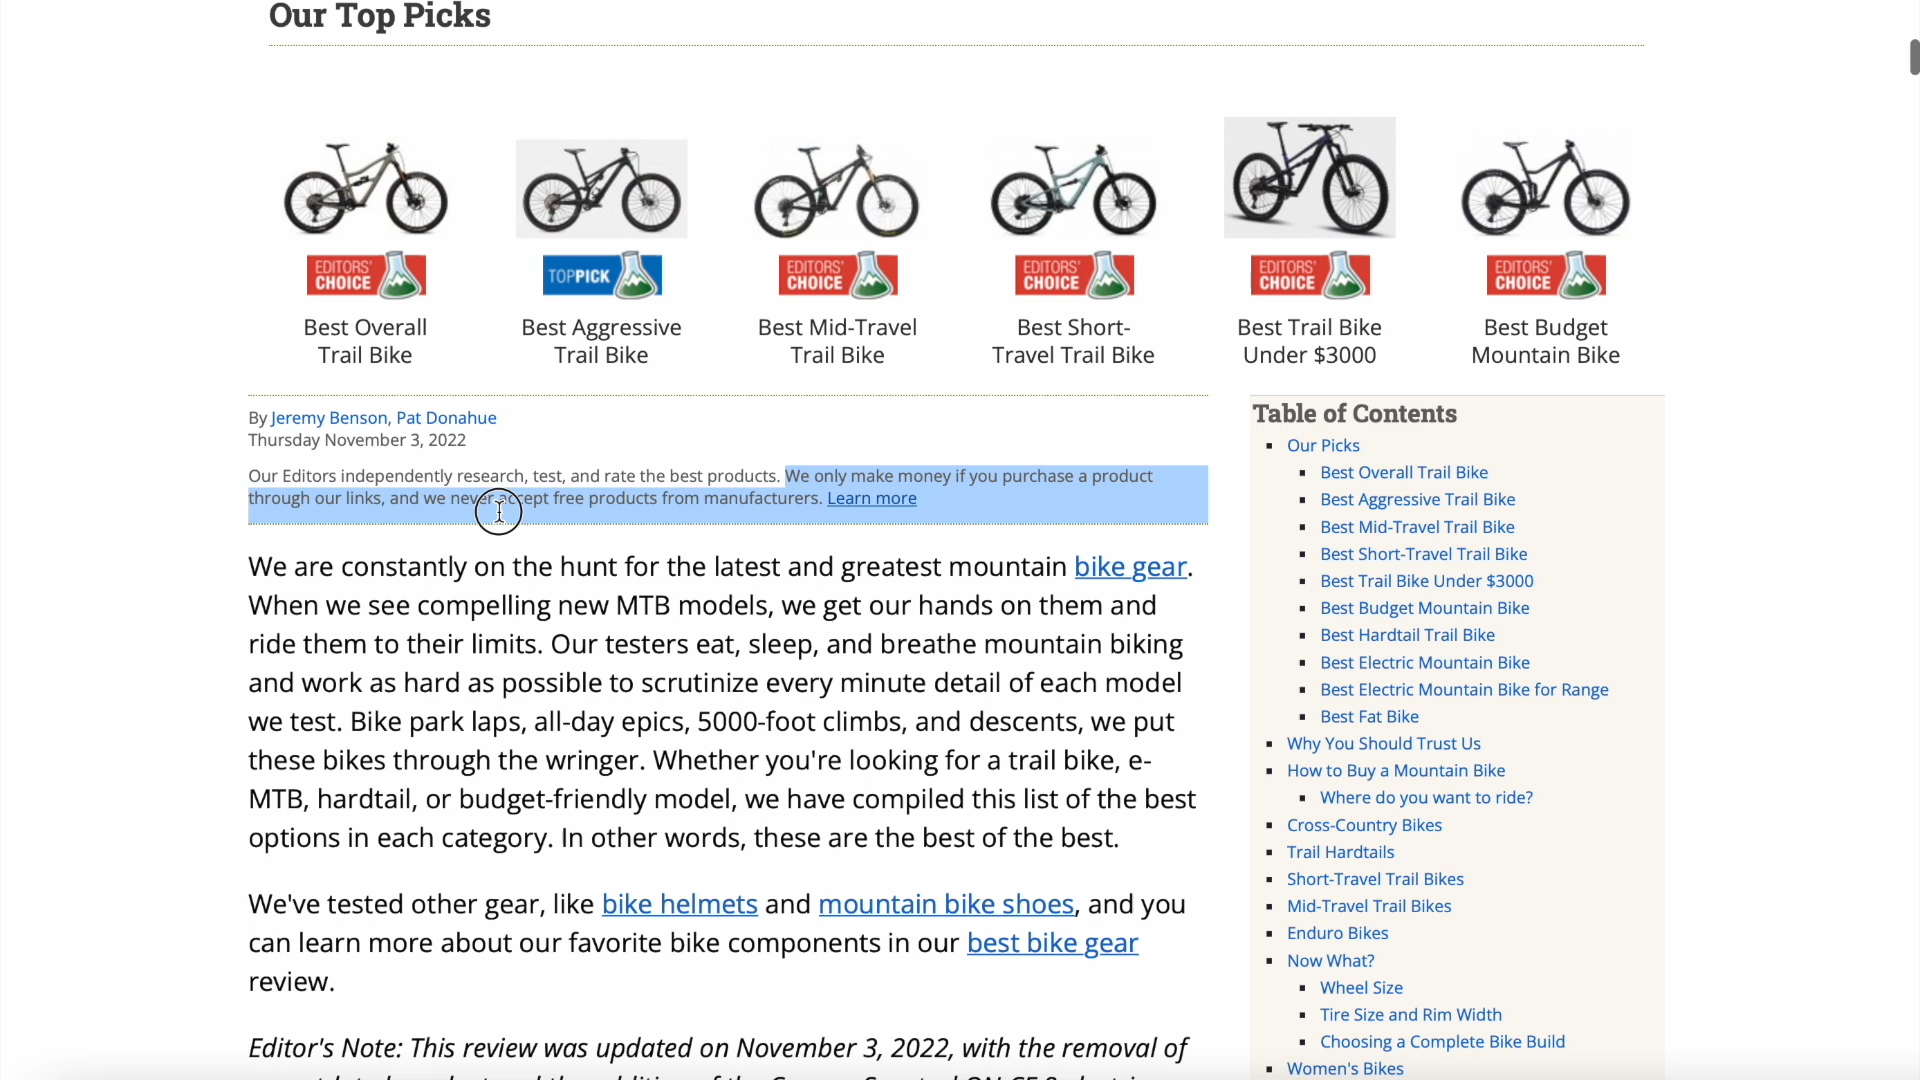 Our Top Picks
EDITORS' CHOICE
TOPPICK
EDITORS' CHOICE
EDITORS' CHOICE
EDITORS' CHOICE
EDITORS' CHOICE
Best Overall
Trail Bike
Best Aggressive
Trail Bike
Best Mid-Travel
Trail Bike
Best Short-
Travel Trail Bike
Best Trail Bike
Under $3000
Best Budget
Mountain Bike
By Jeremy Benson, Pat Donahue
Thursday November 3, 2022
Our Editors independently research, test, and rate the best products. We only make money if you purchase a product
through our links, and we never accept free products from manufacturers. Learn more
We are constantly on the hunt for the latest and greatest mountain bike gear.
When we see compelling new MTB models, we get our hands on them and
ride them to their limits. Our testers eat, sleep, and breathe mountain biking
and work as hard as possible to scrutinize every minute detail of each model
we test. Bike park laps, all-day epics, 5000-foot climbs, and descents, we put
these bikes through the wringer. Whether you're looking for a trail bike, e-
MTB, hardtail, or budget-friendly model, we have compiled this list of the best
options in each category. In other words, these are the best of the best.
We've tested other gear, like bike helmets and mountain bike shoes, and you
can learn more about our favorite bike components in our best bike gear
review.
Editor's Note: This review was updated on November 3, 2022, with the removal of
Table of Contents
Our Picks
Best Overall Trail Bike
Best Aggressive Trail Bike
Best Mid-Travel Trail Bike
Best Short-Travel Trail Bike
Best Trail Bike Under $3000
Best Budget Mountain Bike
Best Hardtail Trail Bike
Best Electric Mountain Bike
Best Electric Mountain Bike for Range
Best Fat Bike
Why You Should Trust Us
How to Buy a Mountain Bike
Where do you want to ride?
Cross-Country Bikes
Trail Hardtails
Short-Travel Trail Bikes
Mid-Travel Trail Bikes
Enduro Bikes
Now What?
Wheel Size
Tire Size and Rim Width
Choosing a Complete Bike Build
Women's Bikes